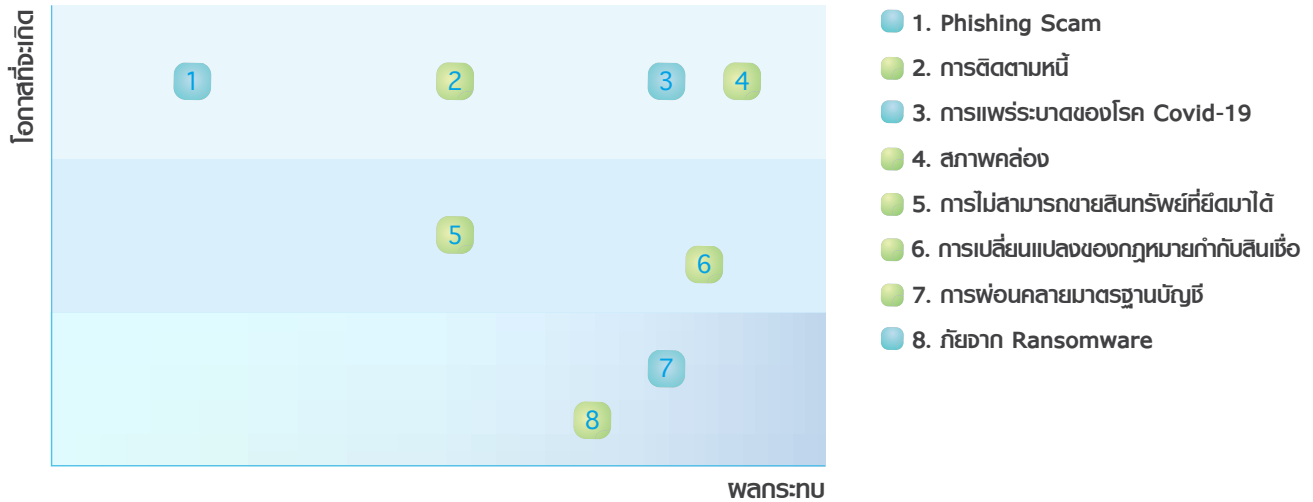 โอกาสที่จะเกิด
1
2
3
4
5
6
7
8
ผลกระทบ
1. Phishing Scam
2. การติดตามหนี้
3. การแพร่ระบาดของโรค Covid-19
4. สภาพคล่อง
5. การไม่สามารถขายสินทรัพย์ที่ยึดมาได้
6. การเปลี่ยนแปลงของกฎหมายกำกับสินเชื่อ
7. การผ่อนคลายมาตรฐานบัญชี
8. ภัยจาก Ransomware